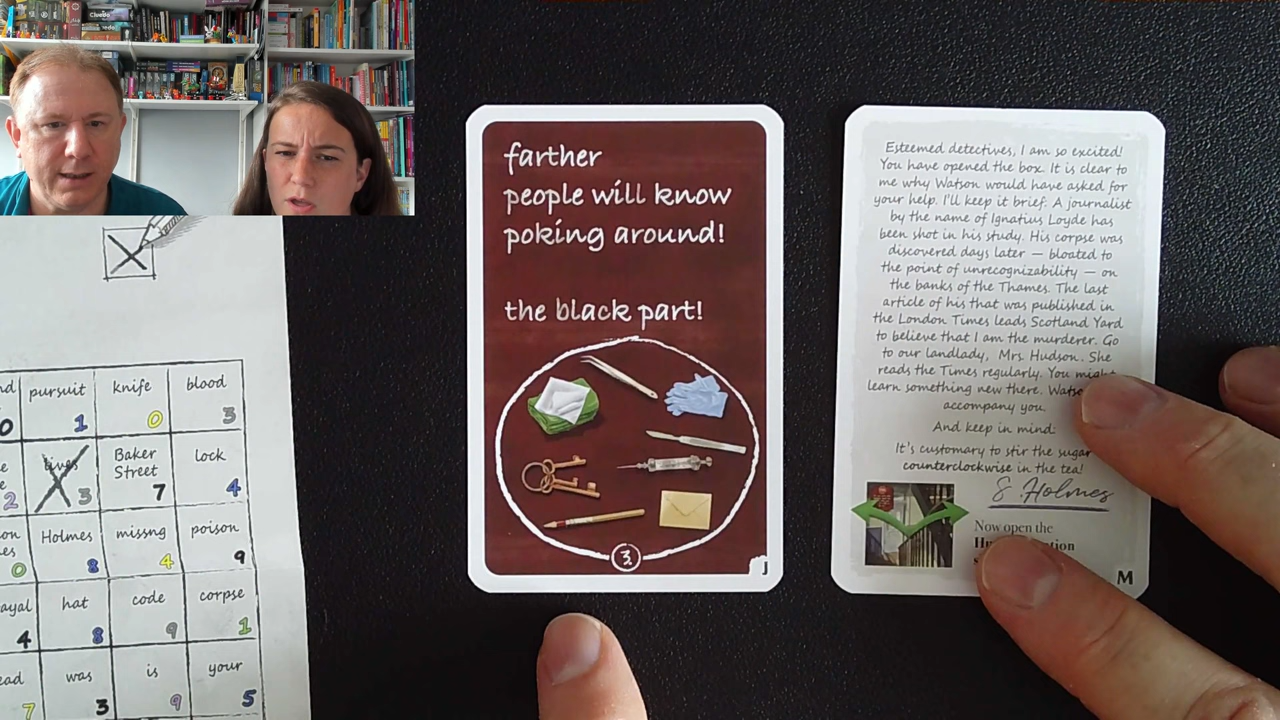 Cluedo
farther
people will know
poking around!
the black part!
3
J
Esteemed detectives, I am so excited!
You have opened the box. It is clear to
me why Watson would have asked for
your help. I'll keep it brief: A journalist
by the name of Ignatius Loyde has
been shot in his study. His corpse was
discovered days later — bloated to
the point of unrecognizability — on
the banks of the Thames. The last
article of his that was published in
the London Times leads Scotland Yard
to believe that I am the murderer. Go
to our landlady, Mrs. Hudson. She
reads the Times regularly. You might
learn something new there.
accompany you.
And keep in mind:
It's customary to stir the sugar
counterclockwise in the tea!
S. Holmes
Now open the
M
pursuit knife blood
0 1 0 3
Baker
Street lock
2 3 7 4
Holmes missng poison
0 8 4 9
hat code corpse
4 8 9 1
was is your
7 3 9 5